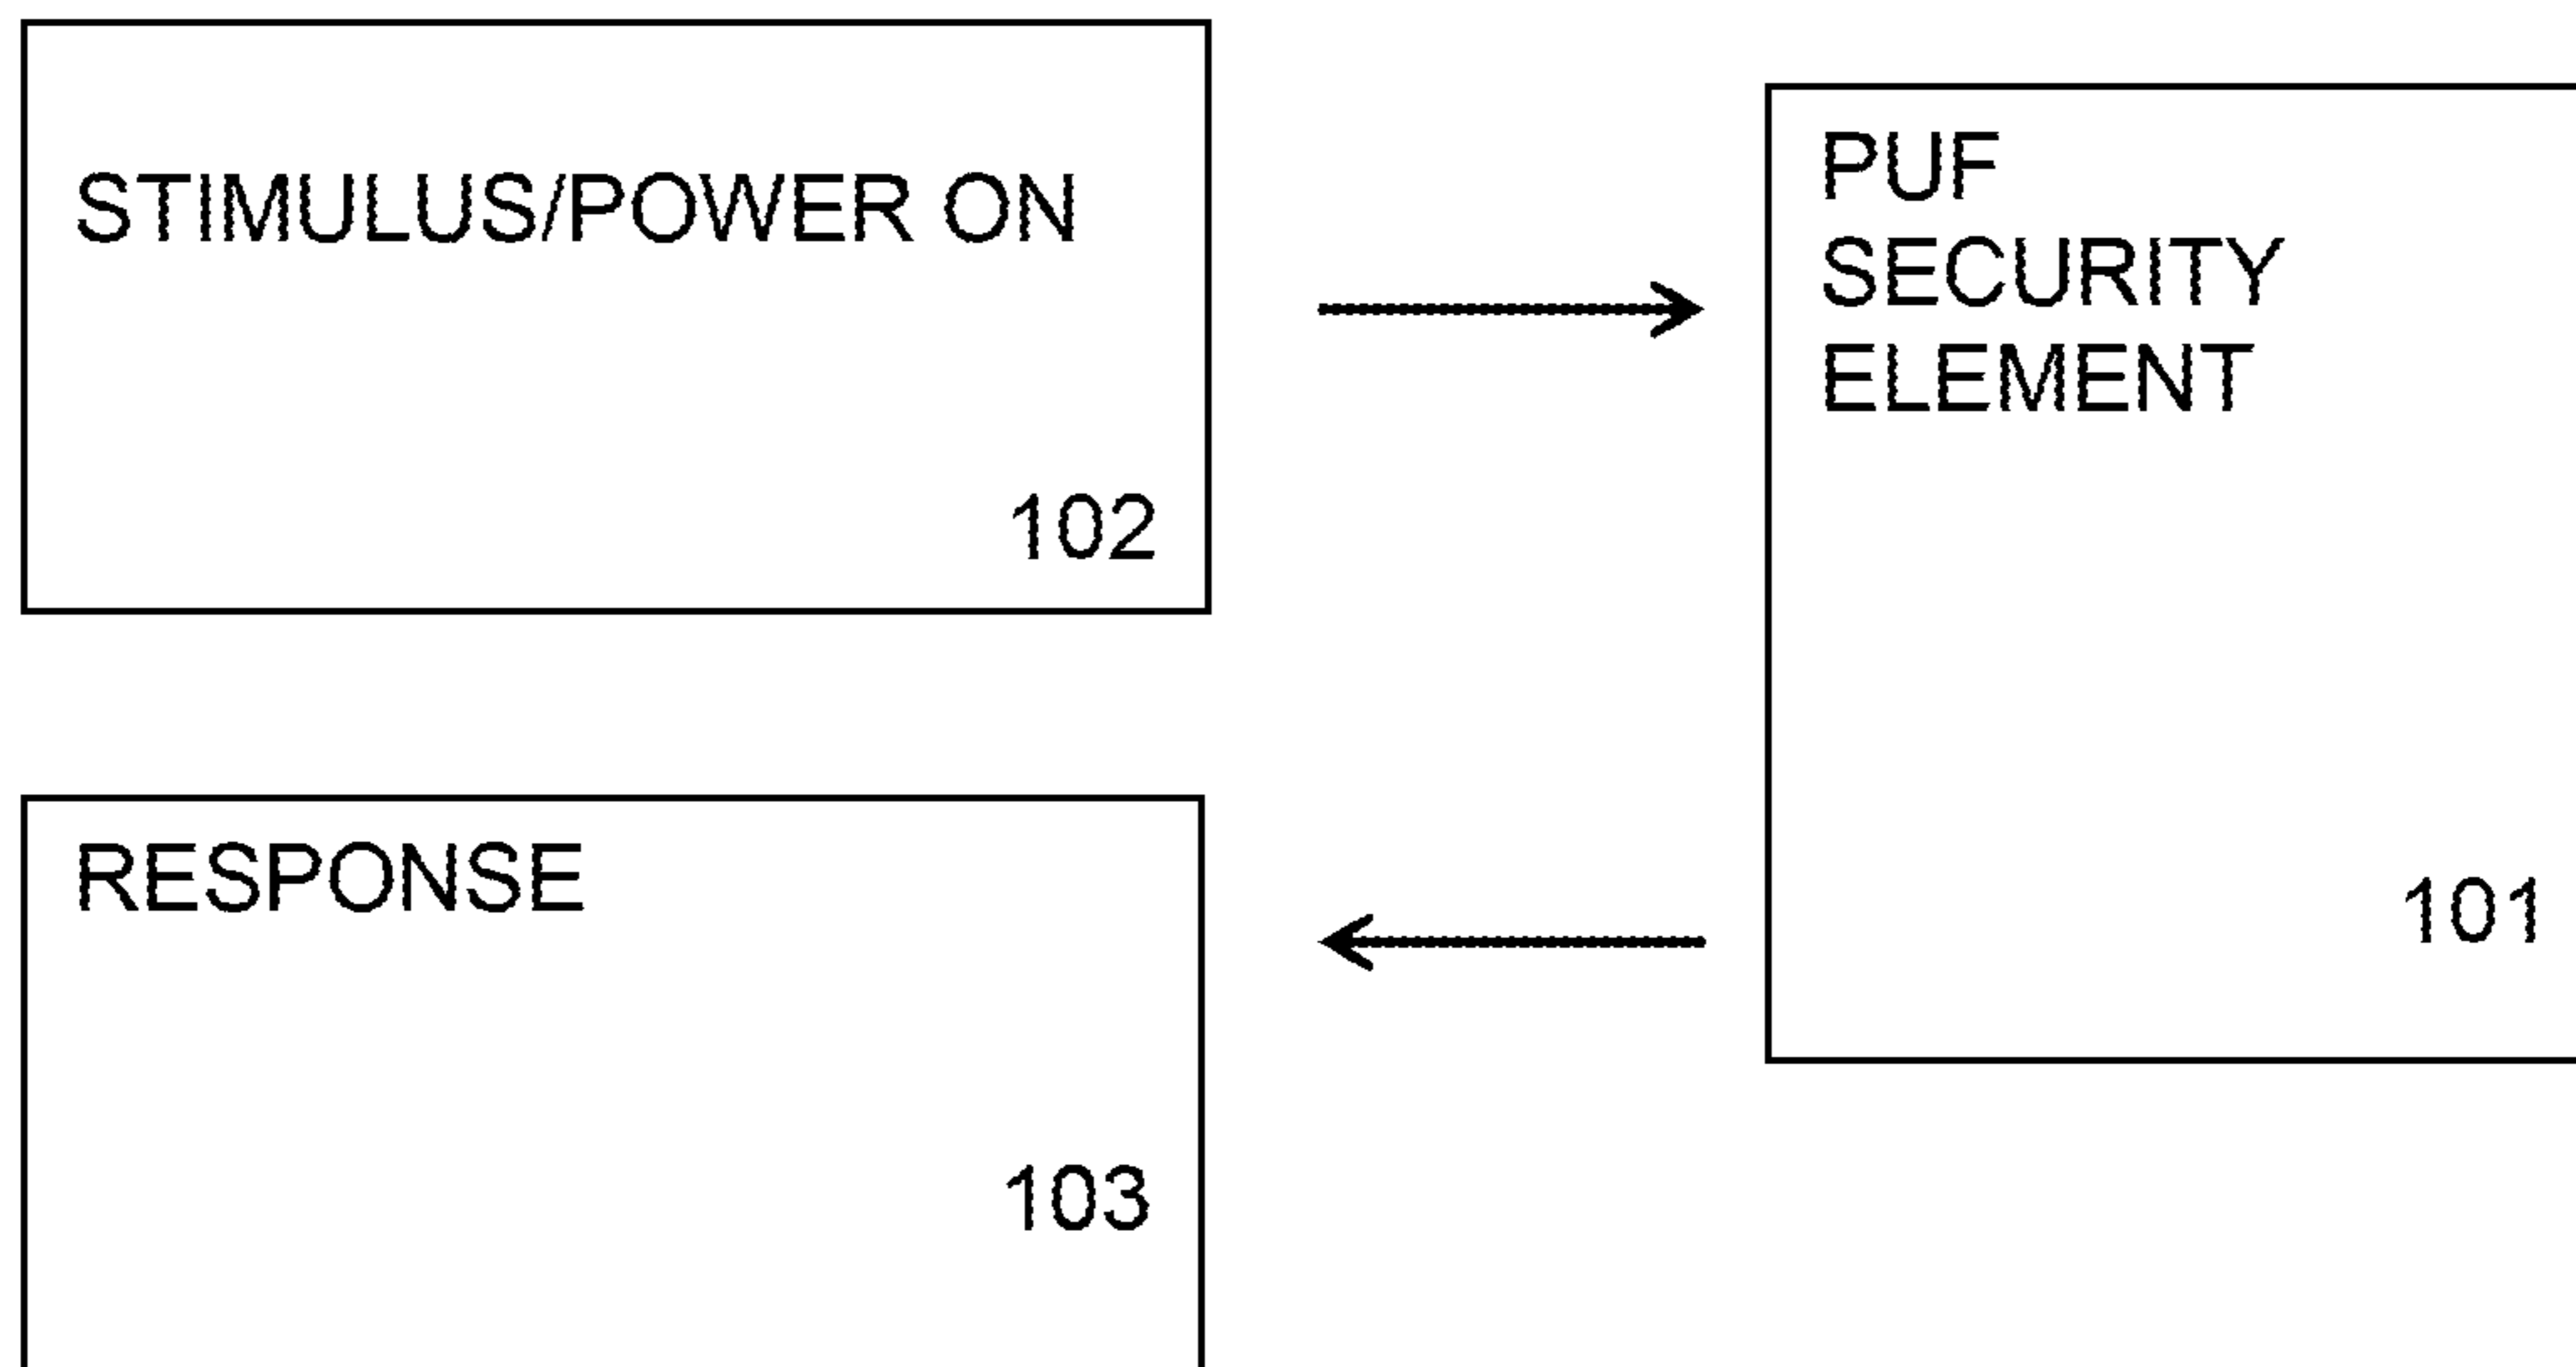 STIMULUS/POWER ON
102
PUF
SECURITY
ELEMENT
101
RESPONSE
103